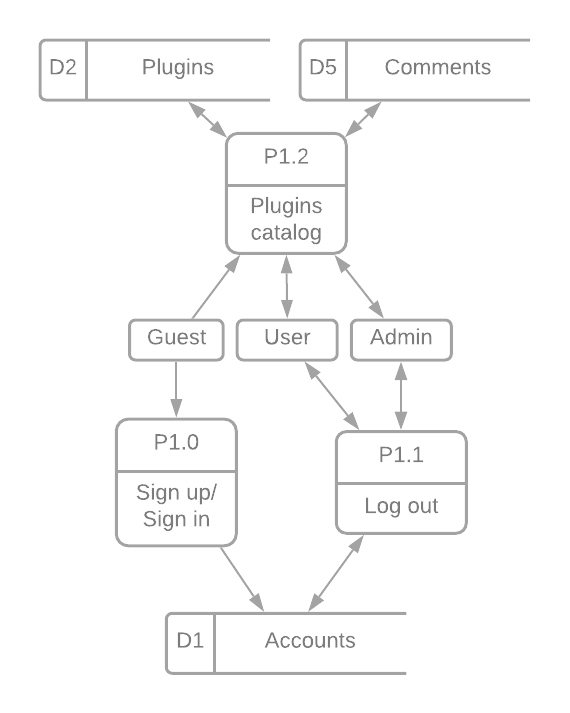 D2 Plugins
D5 Comments
P1.2
Plugins
catalog
Guest
User
Admin
P1.0
Sign up/
Sign in
P1.1
Log out
D1 Accounts